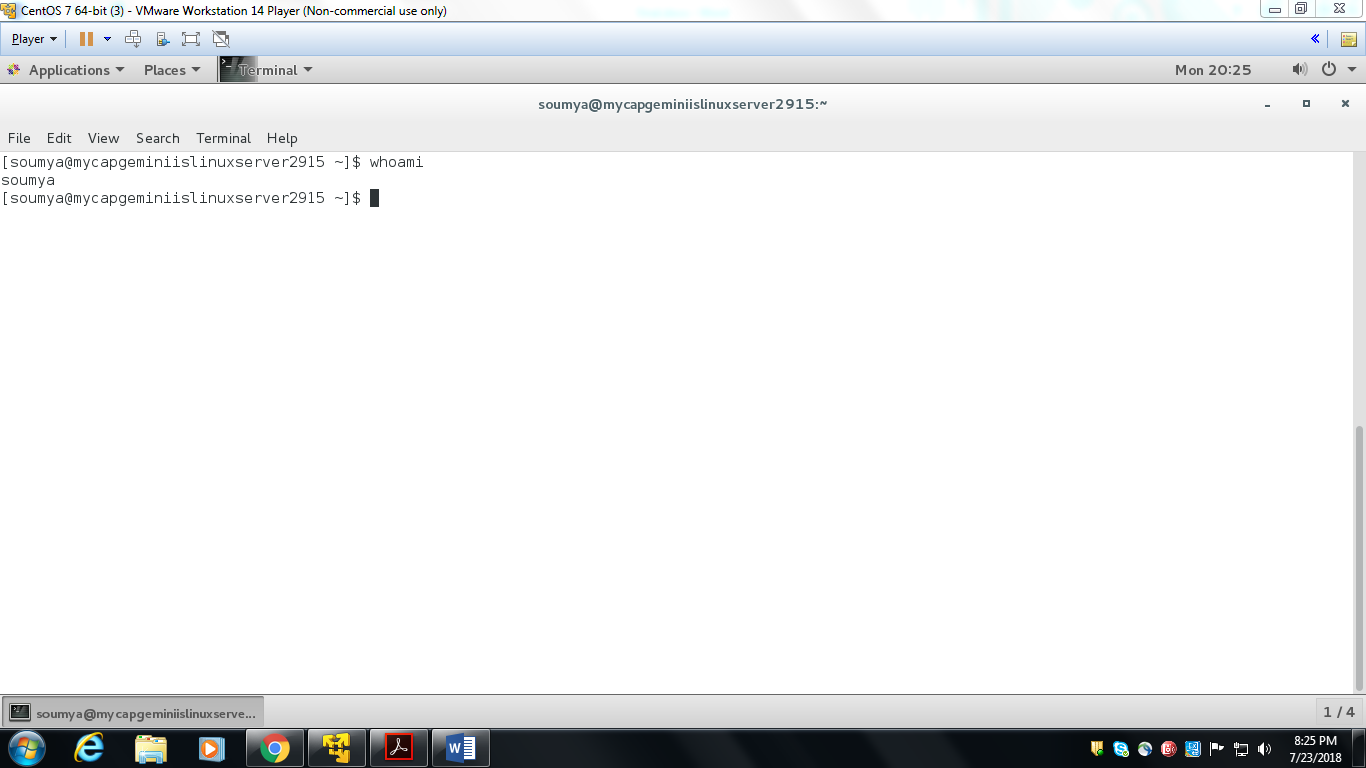 CentOS 7 64-bit (3) - VMware Workstation 14 Player (Non-commercial use only)
Player
Applications Places Terminal Mon 20:25
soumya@mycapgeminiislinuxserver2915:~
File Edit View Search Terminal Help
[soumya@mycapgeminiislinuxserver2915 ~]$ whoami
soumya
[soumya@mycapgeminiislinuxserver2915 ~]$
soumya@mycapgeminiislinuxserve... 1 / 4
8:25 PM
7/23/2018